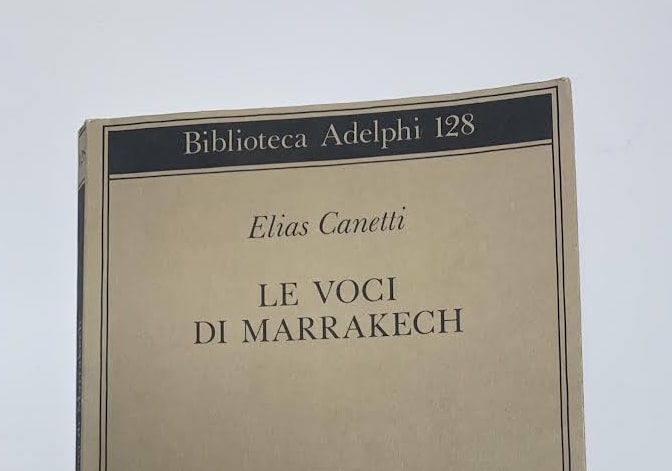 Biblioteca Adelphi 128
Elias Canetti
LE VOCI
DI MARRAKECH